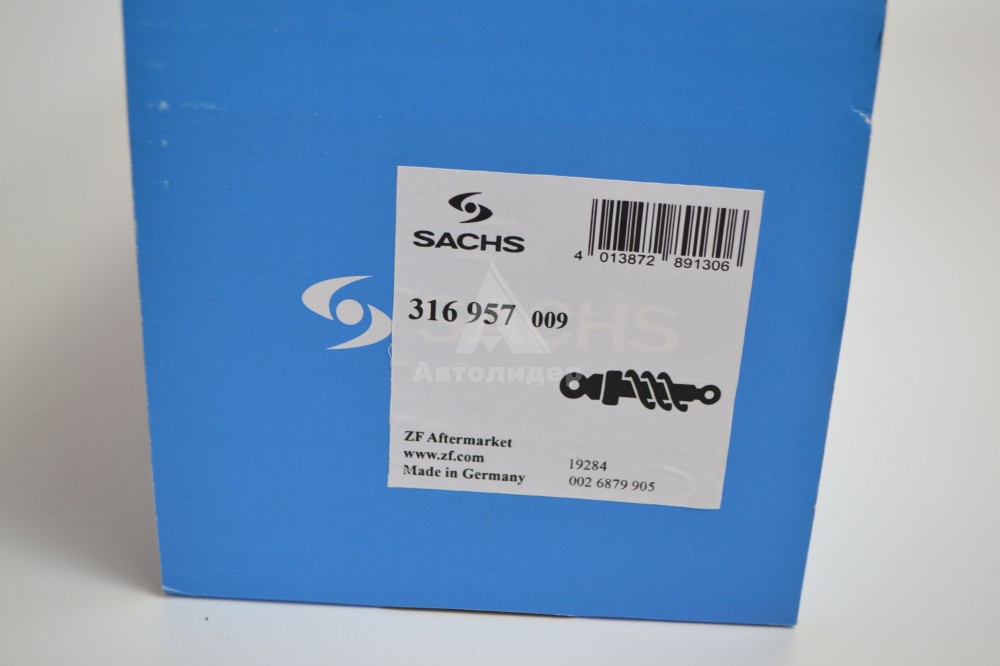 SACHS
4 013872 891306
316 957 009
SACHS
Автолидер
ZF Aftermarket
www.zf.com
Made in Germany
19284
002 6879 905